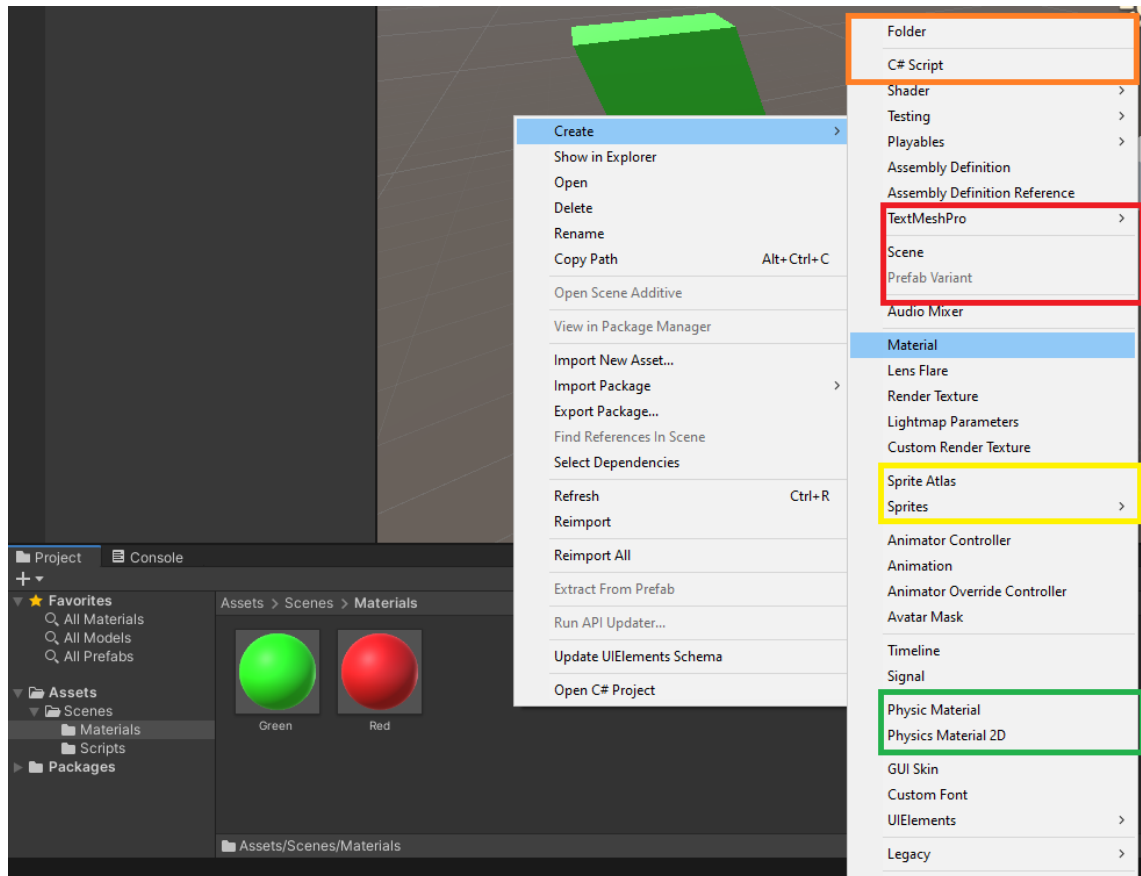 Folder
C# Script
Shader
Testing
Playables
Assembly Definition
Assembly Definition Reference
TextMeshPro
Scene
Prefab Variant
Audio Mixer
Material
Lens Flare
Render Texture
Lightmap Parameters
Custom Render Texture
Sprite Atlas
Sprites
Animator Controller
Animation
Animator Override Controller
Avatar Mask
Timeline
Signal
Physic Material
Physics Material 2D
GUI Skin
Custom Font
UIElements
Legacy
Create
Show in Explorer
Open
Delete
Rename
Copy Path Alt+Ctrl+C
Open Scene Additive
View in Package Manager
Import New Asset...
Import Package
Export Package...
Find References In Scene
Select Dependencies
Refresh Ctrl+R
Reimport
Reimport All
Extract From Prefab
Run API Updater...
Update UIElements Schema
Open C# Project
Project Console
Favorites
All Materials
All Models
All Prefabs
Assets
Scenes
Materials
Scripts
Packages
Assets > Scenes > Materials
Green Red
Assets/Scenes/Materials